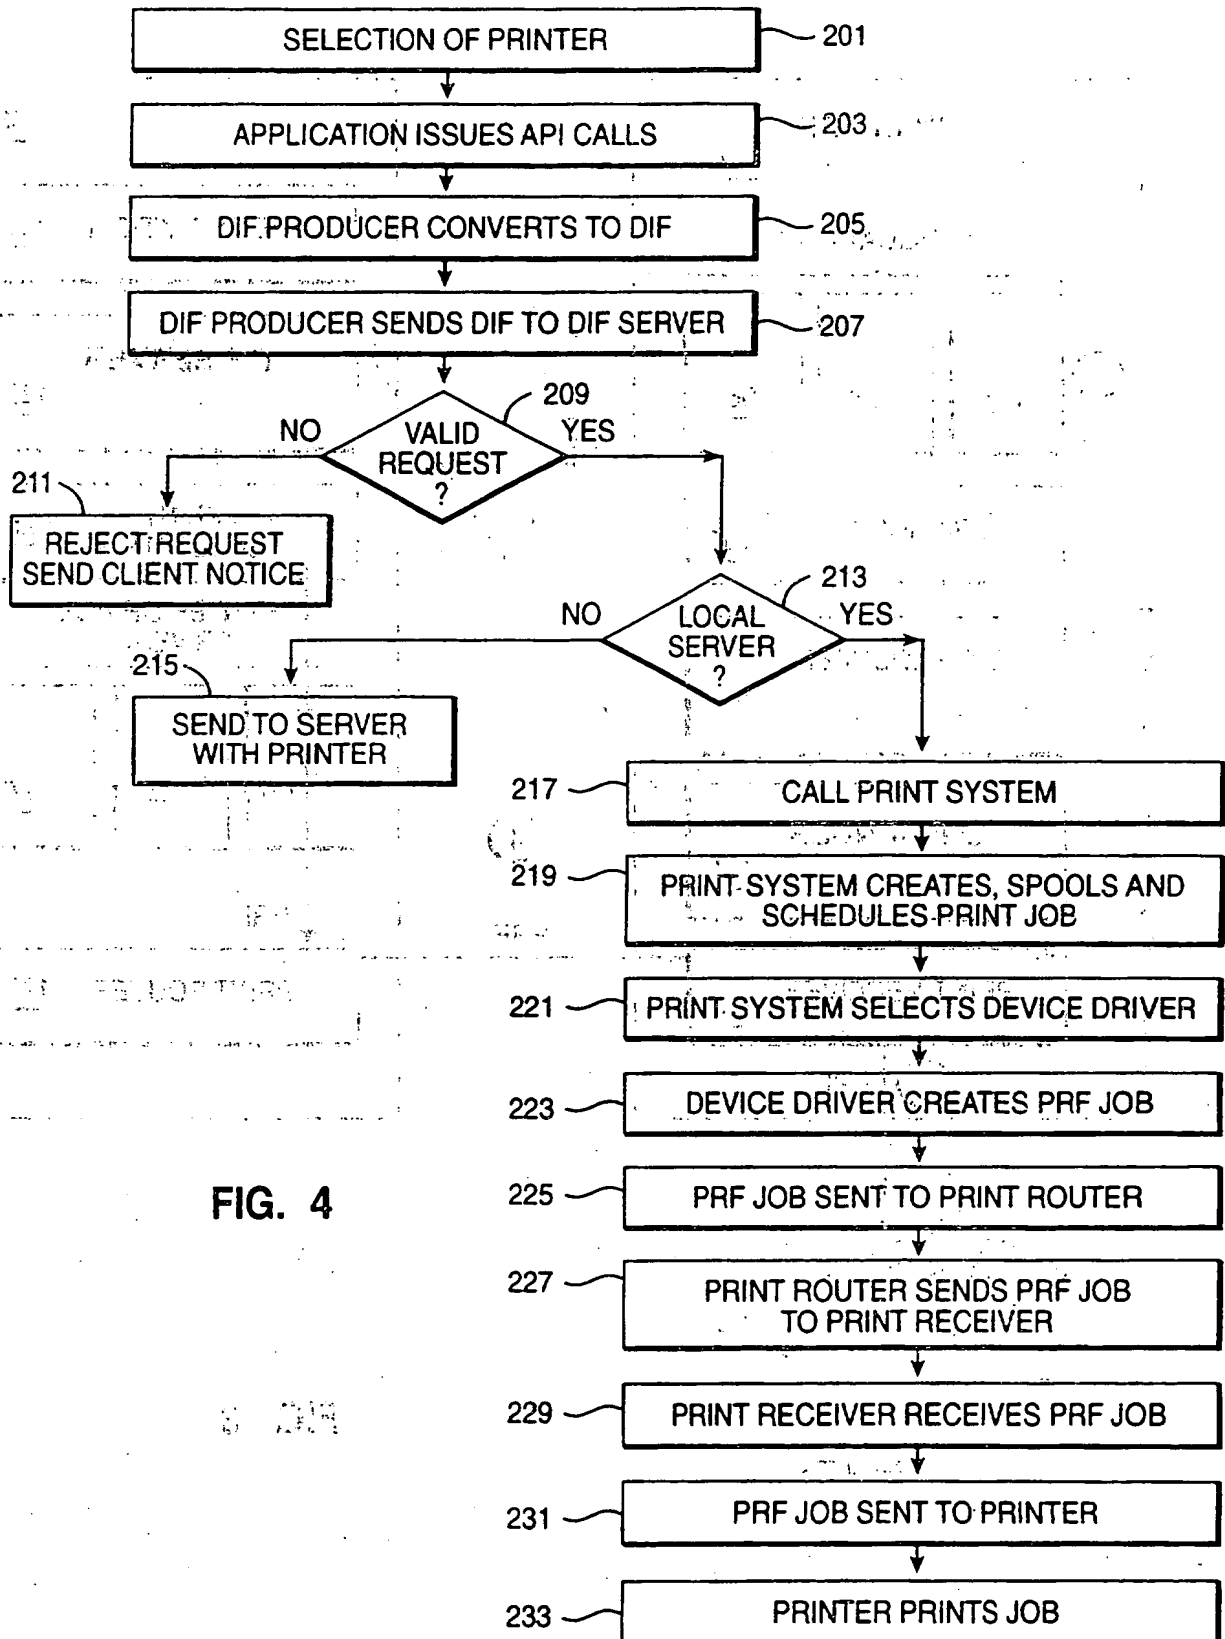 SELECTION OF PRINTER
201
APPLICATION ISSUES API CALLS
203
DIF PRODUCER CONVERTS TO DIF
205
DIF PRODUCER SENDS DIF TO DIF SERVER
207
209
NO
VALID
REQUEST
?
YES
211
REJECT REQUEST
SEND CLIENT NOTICE
213
NO
LOCAL
SERVER
?
YES
215
SEND TO SERVER
WITH PRINTER
217
CALL PRINT SYSTEM
219
PRINT SYSTEM CREATES, SPOOLS AND
SCHEDULES PRINT JOB
221
PRINT SYSTEM SELECTS DEVICE DRIVER
223
DEVICE DRIVER CREATES PRF JOB
FIG. 4
225
PRF JOB SENT TO PRINT ROUTER
227
PRINT ROUTER SENDS PRF JOB
TO PRINT RECEIVER
229
PRINT RECEIVER RECEIVES PRF JOB
231
PRF JOB SENT TO PRINTER
233
PRINTER PRINTS JOB